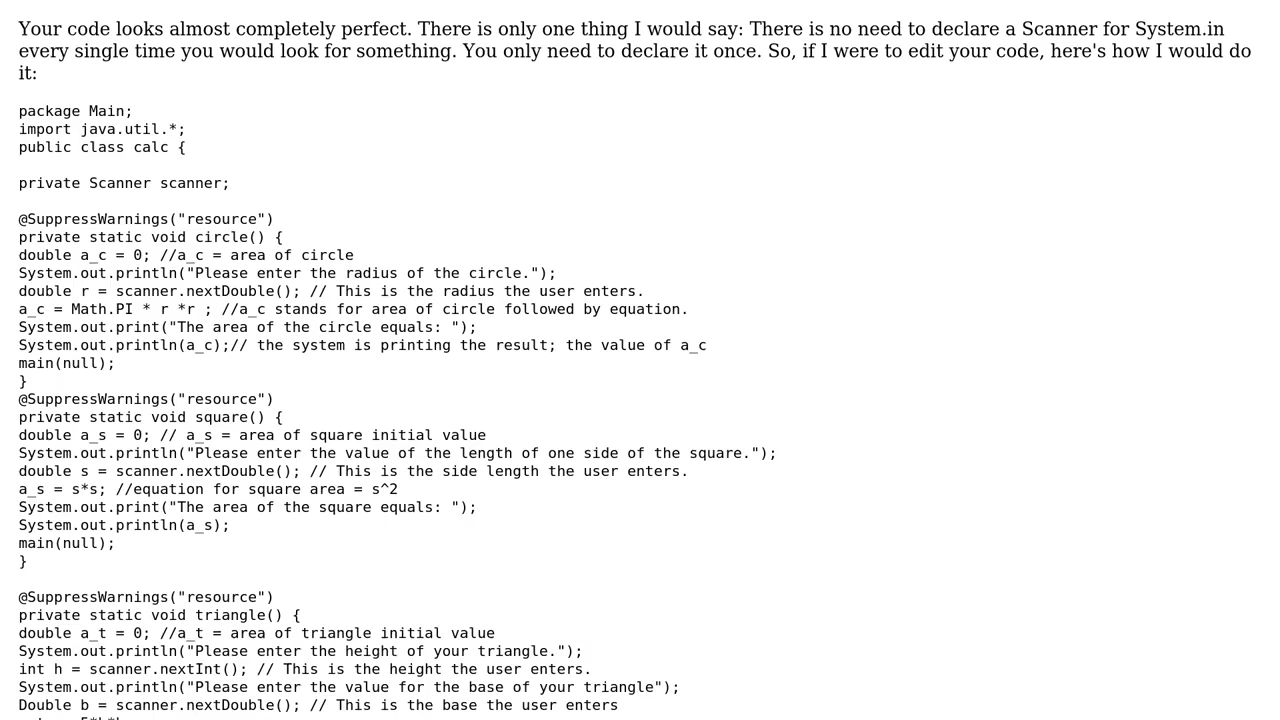 Your code looks almost completely perfect. There is only one thing I would say: There is no need to declare a Scanner for System.in
every single time you would look for something. You only need to declare it once. So, if I were to edit your code, here's how I would do
it:
package Main;
import java.util.*;
public class calc {
private Scanner scanner;
@SuppressWarnings("resource")
private static void circle() {
double a_c = 0; //a_c = area of circle
System.out.println("Please enter the radius of the circle.");
double r = scanner.nextDouble(); // This is the radius the user enters.
a_c = Math.PI * r *r ; //a_c stands for area of circle followed by equation.
System.out.print("The area of the circle equals: ");
System.out.println(a_c);// the system is printing the result; the value of a_c
main(null);
}
@SuppressWarnings("resource")
private static void square() {
double a_s = 0; // a_s = area of square initial value
System.out.println("Please enter the value of the length of one side of the square.");
double s = scanner.nextDouble(); // This is the side length the user enters.
a_s = s*s; //equation for square area = s^2
System.out.print("The area of the square equals: ");
System.out.println(a_s);
main(null);
}
@SuppressWarnings("resource")
private static void triangle() {
double a_t = 0; //a_t = area of triangle initial value
System.out.println("Please enter the height of your triangle.");
int h = scanner.nextInt(); // This is the height the user enters.
System.out.println("Please enter the value for the base of your triangle");
Double b = scanner.nextDouble(); // This is the base the user enters